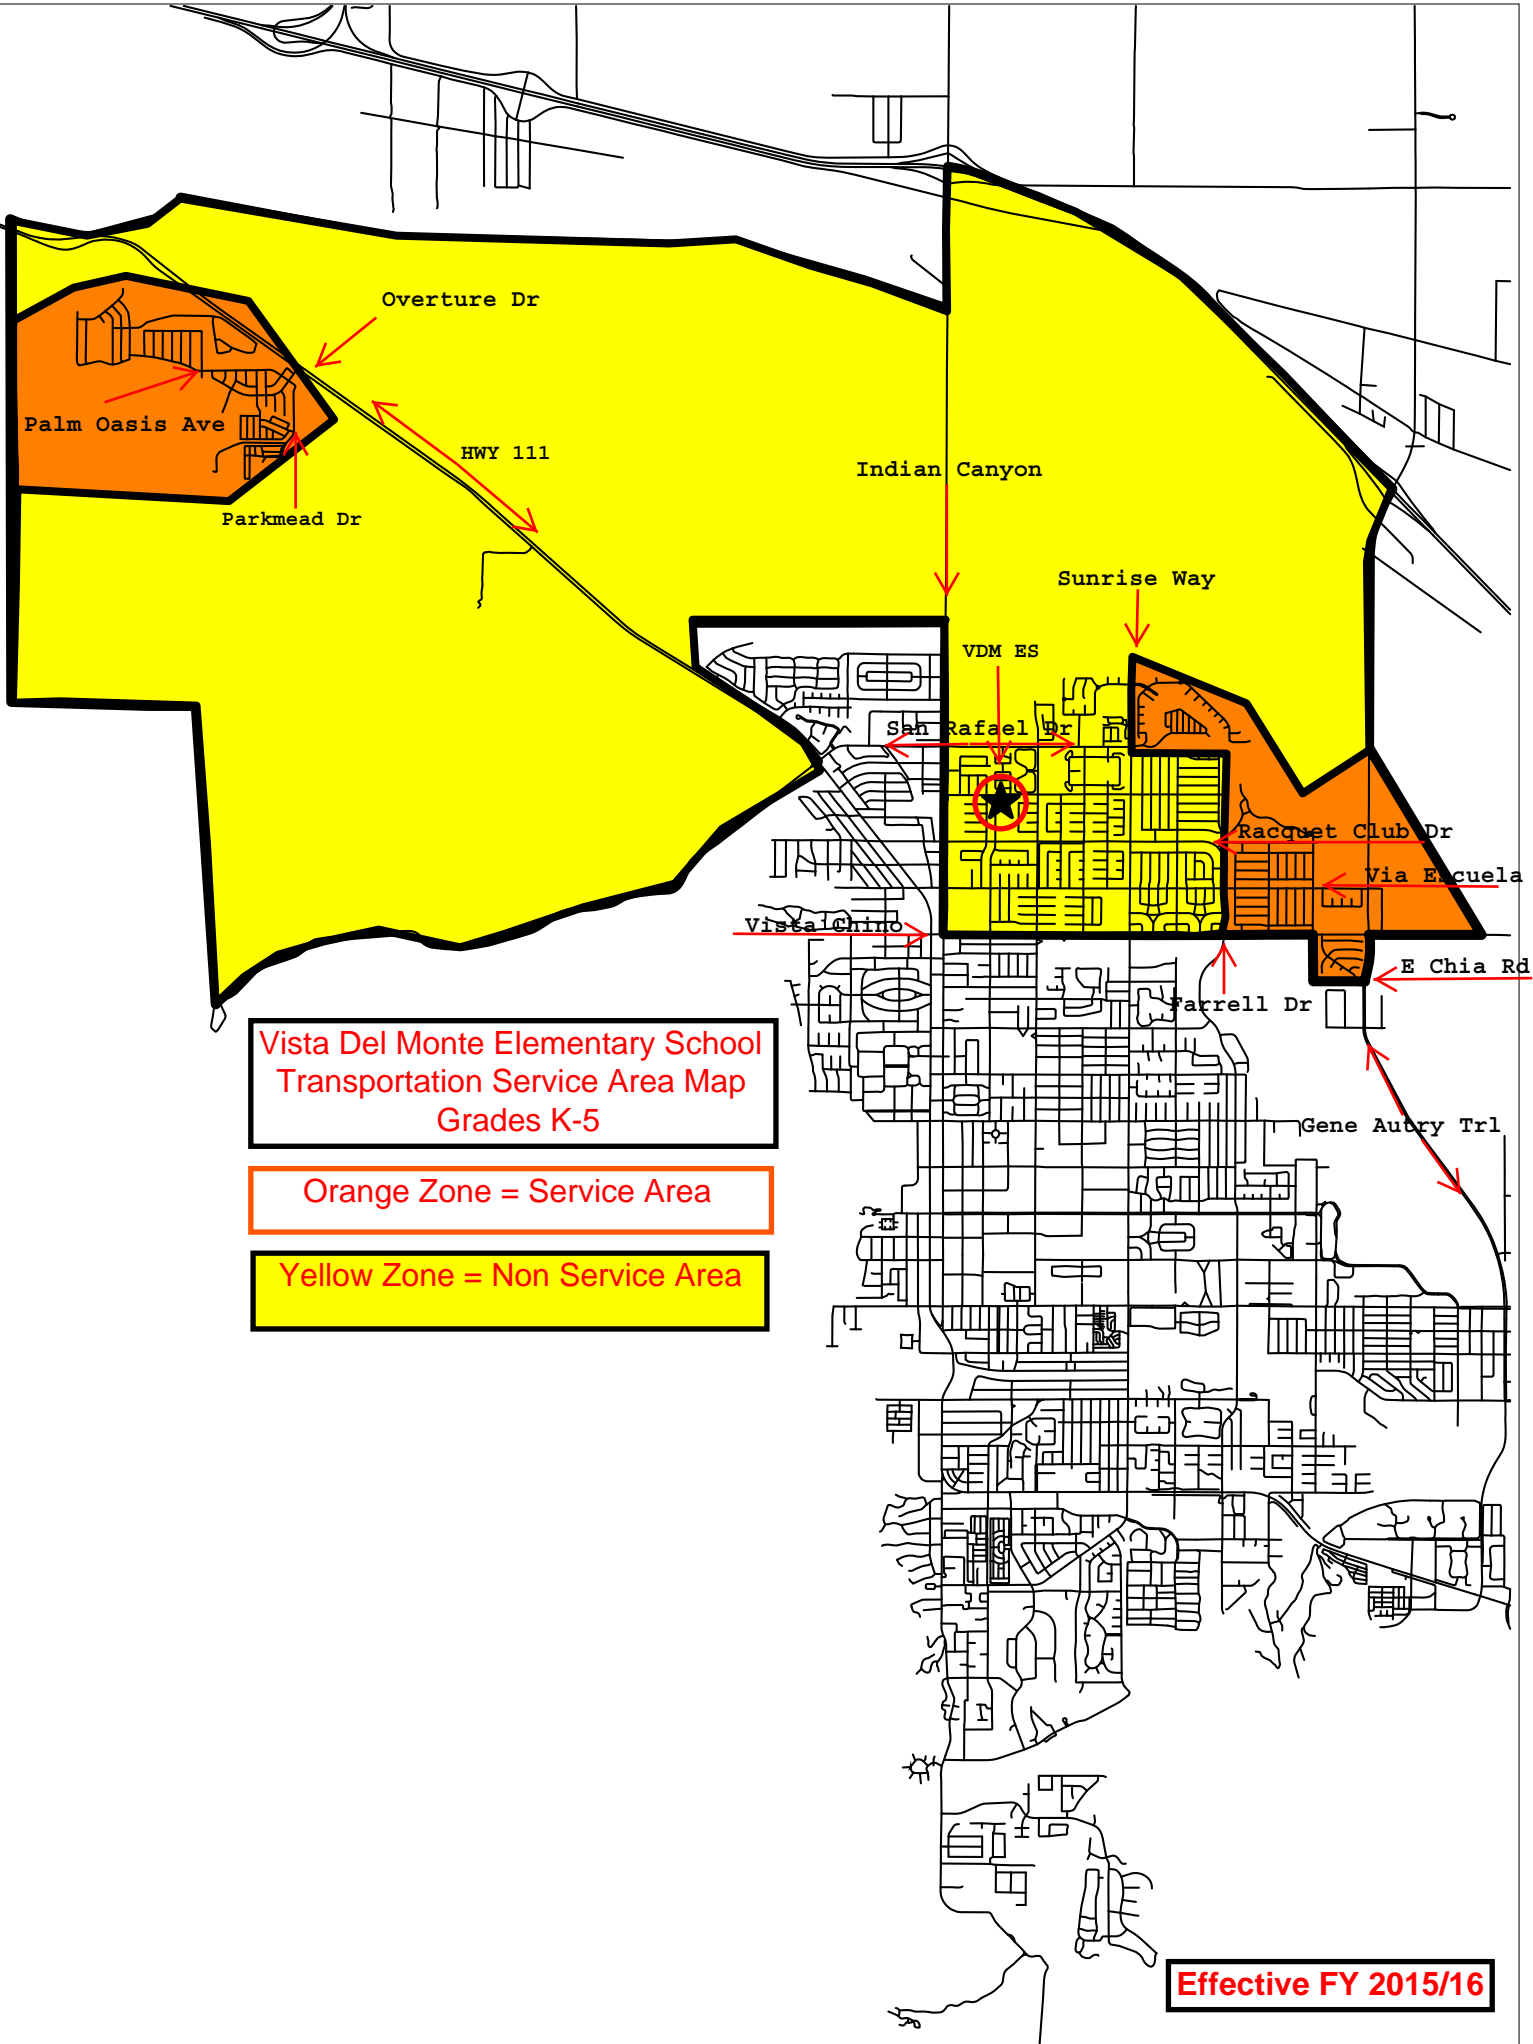 Overture Dr
Palm Oasis Ave
HWY 111
Indian Canyon
Parkmead Dr
Sunrise Way
VDM ES
San Rafael Dr
Racquet Club Dr
Via Escuela
Vista Chino
E Chia Rd
Farrell Dr
Vista Del Monte Elementary School
Transportation Service Area Map
Grades K-5
Gene Autry Trl
Orange Zone = Service Area
Yellow Zone = Non Service Area
Effective FY 2015/16